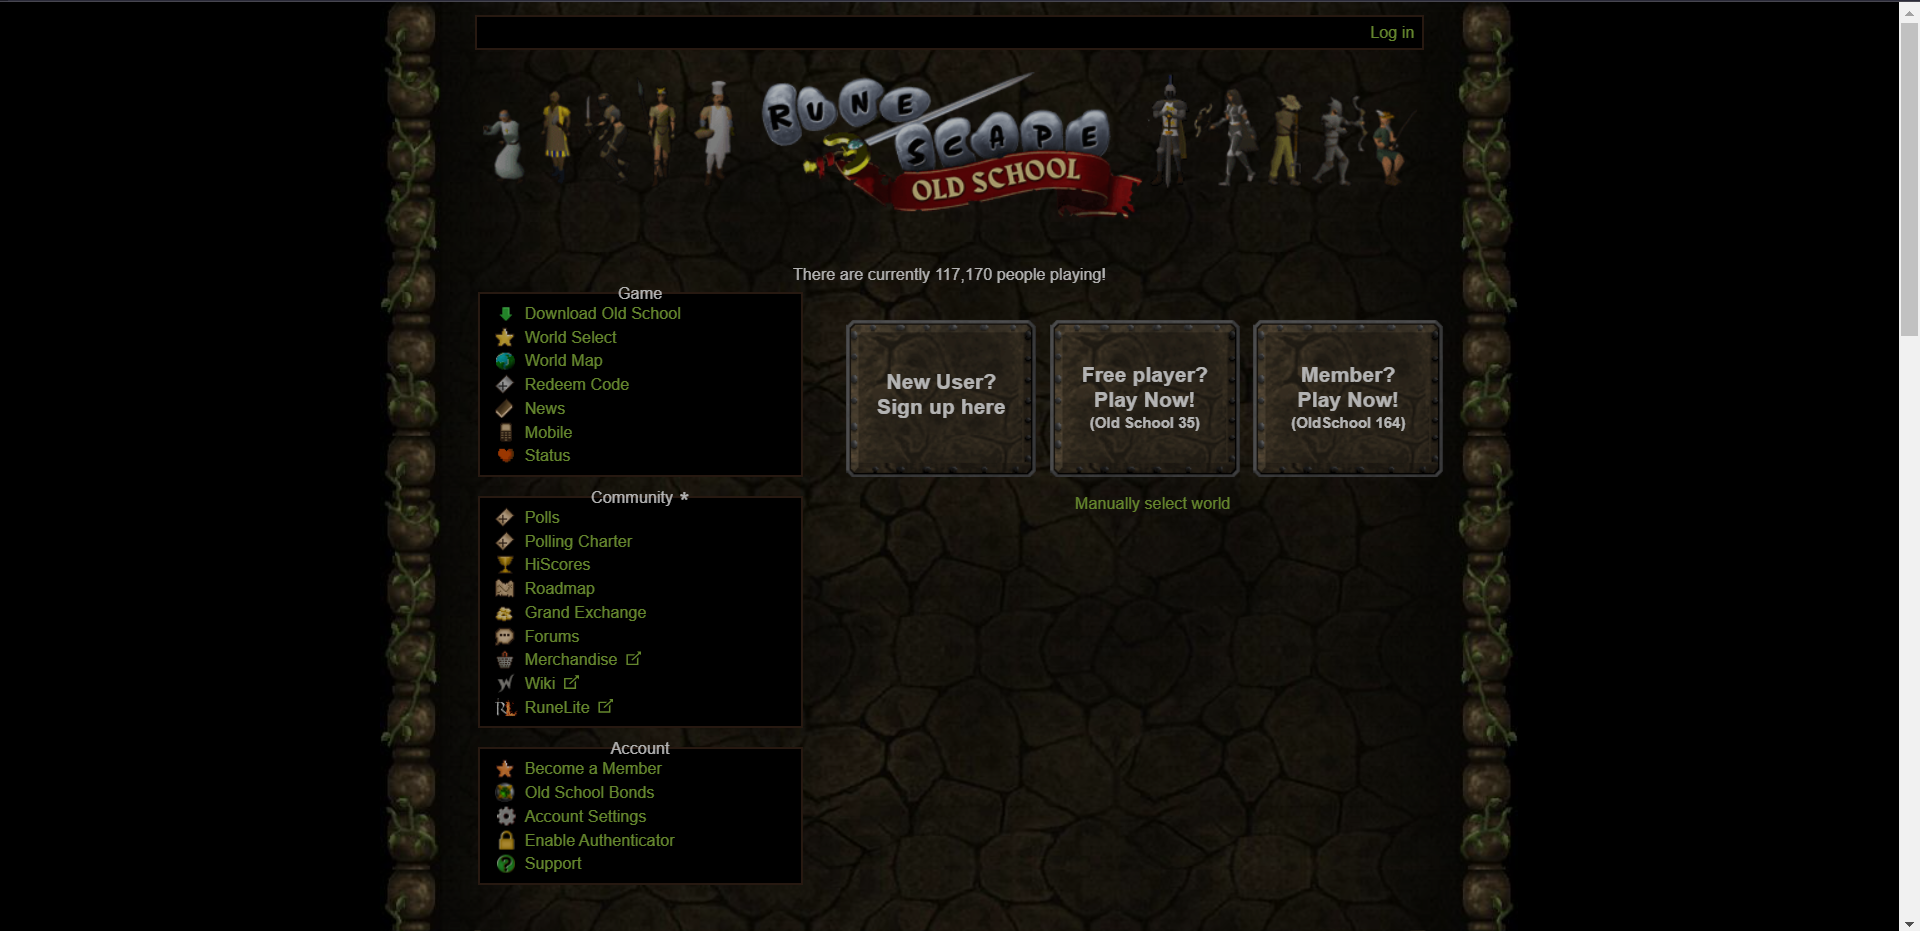 Log in
RUNE
SCAPE
OLD SCHOOL
There are currently 117,170 people playing!
Game
Download Old School
World Select
World Map
Redeem Code
News
Mobile
Status
New User?
Sign up here
Free player?
Play Now!
(Old School 35)
Member?
Play Now!
(OldSchool 164)
Manually select world
Community *
Polls
Polling Charter
HiScores
Roadmap
Grand Exchange
Forums
Merchandise
Wiki
RL RuneLite
Account
Become a Member
Old School Bonds
Account Settings
Enable Authenticator
Support